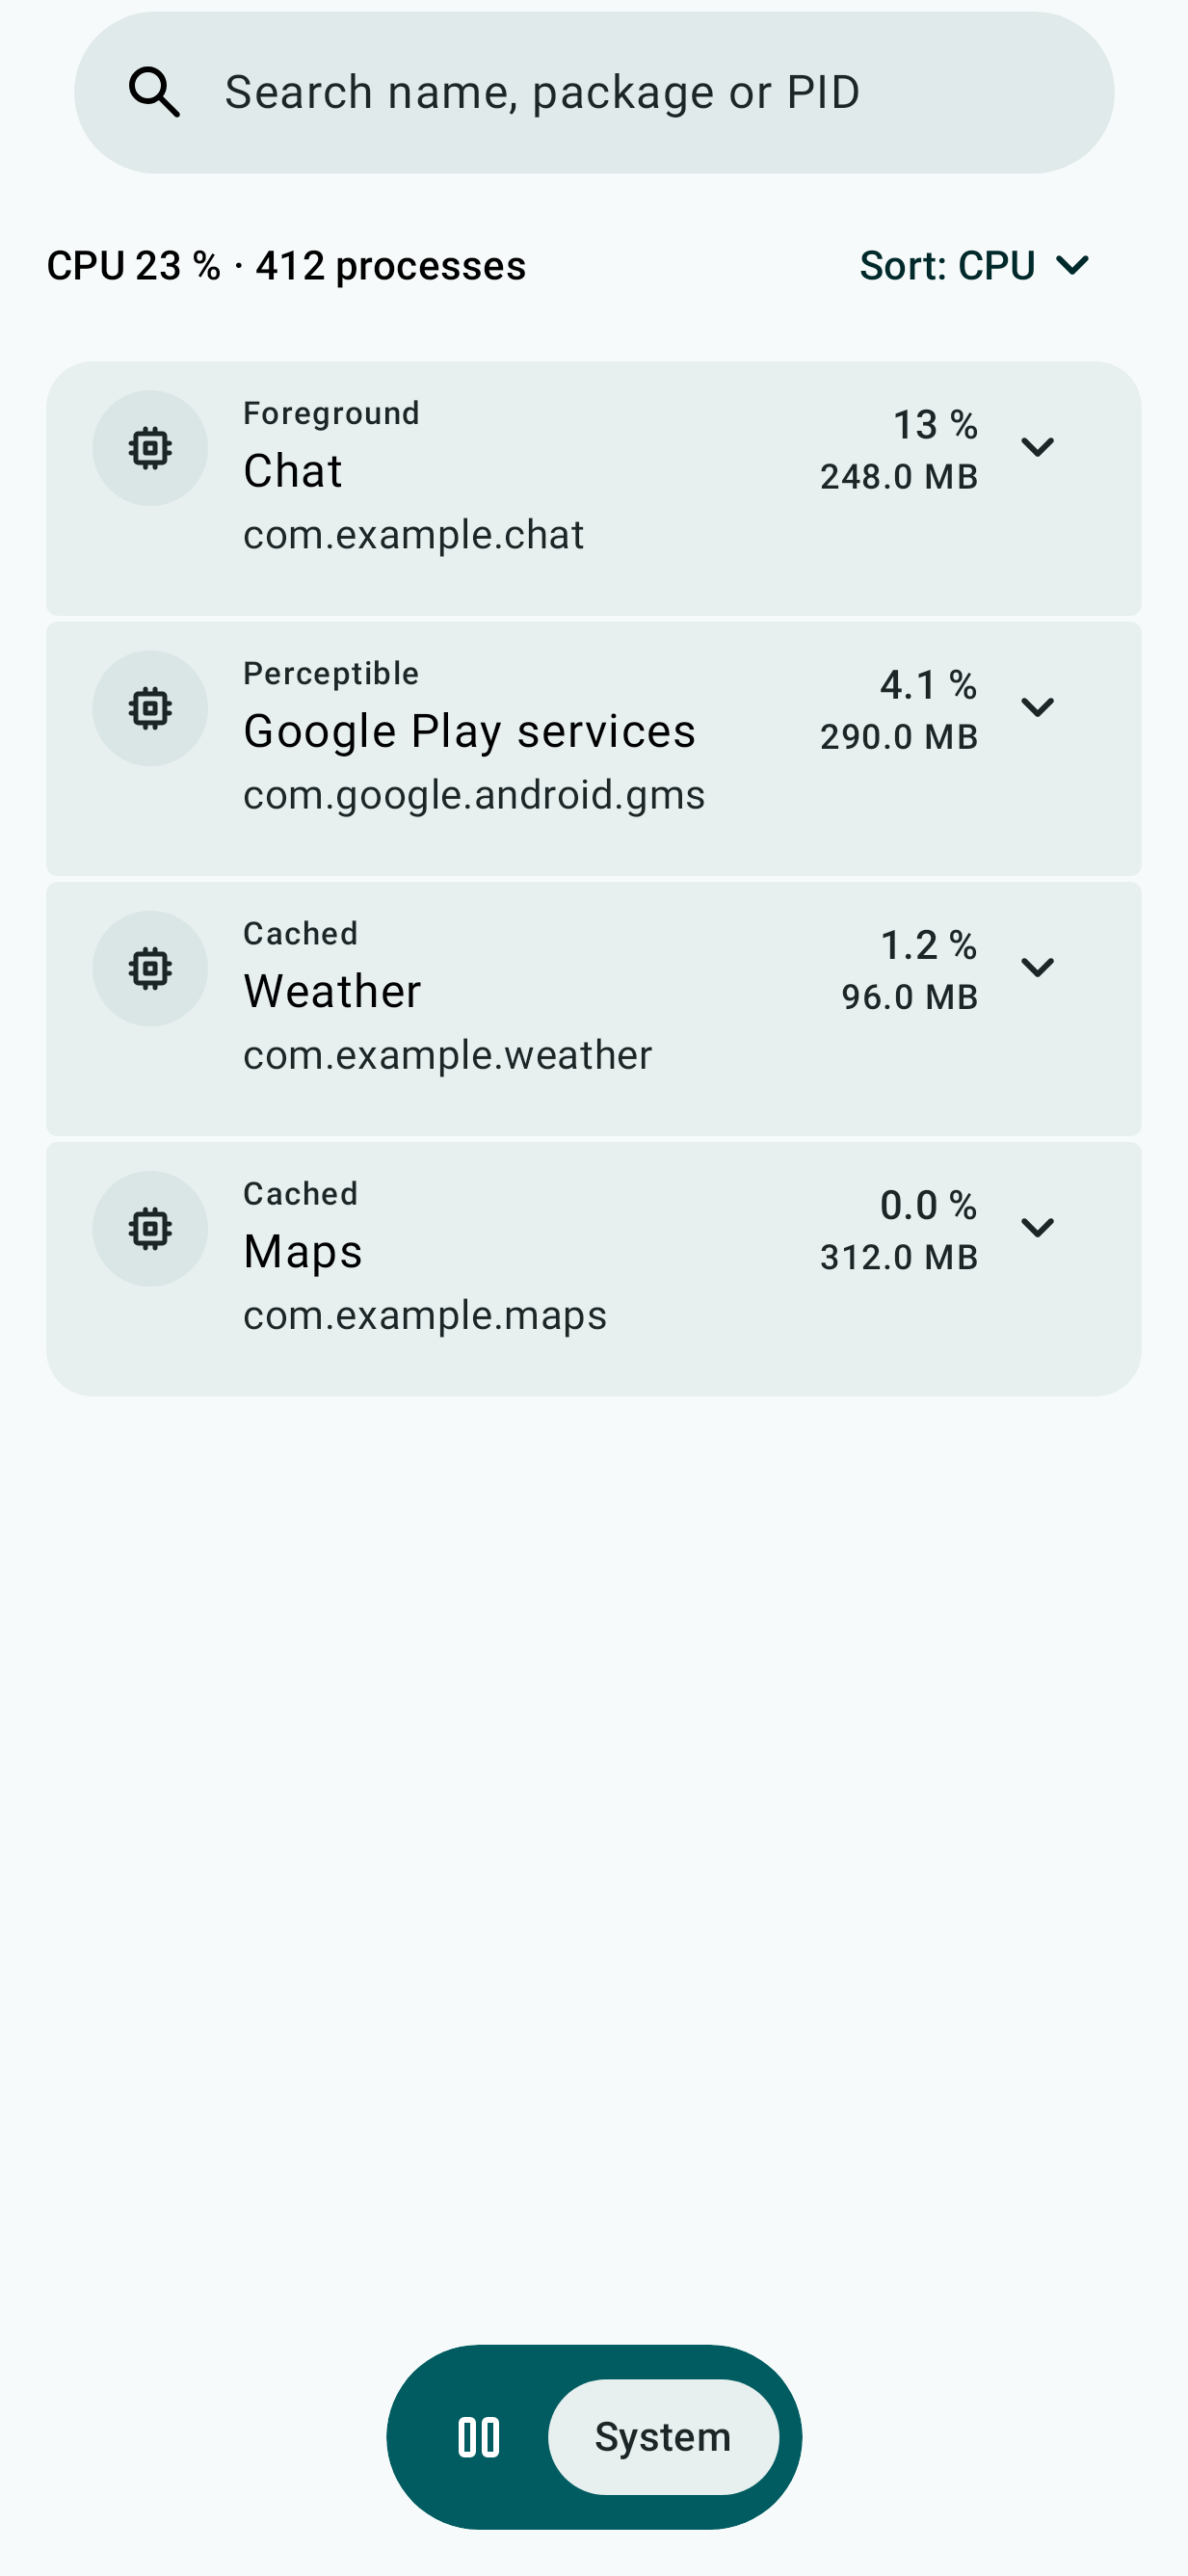 Search name, package or PID
CPU 23 % · 412 processes
Sort: CPU
Foreground
Chat
com.example.chat
13 %
248.0 MB
Perceptible
Google Play services
com.google.android.gms
4.1 %
290.0 MB
Cached
Weather
com.example.weather
1.2 %
96.0 MB
Cached
Maps
com.example.maps
0.0 %
312.0 MB
System